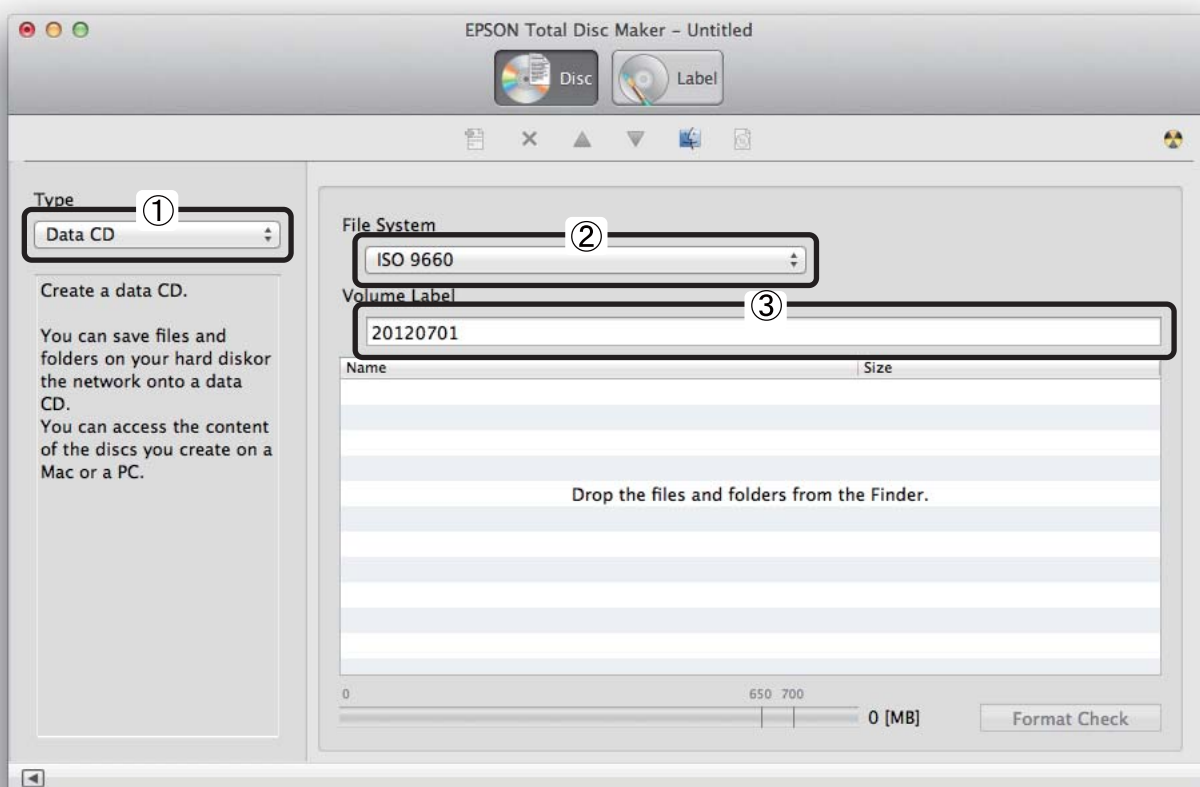 EPSON Total Disc Maker – Untitled
Disc
Label
Type
①
Data CD
Create a data CD.
You can save files and
folders on your hard diskor
the network onto a data
CD.
You can access the content
of the discs you create on a
Mac or a PC.
File System
②
ISO 9660
Volume Label
③
20120701
Name Size
Drop the files and folders from the Finder.
0 650 700
0 [MB]
Format Check